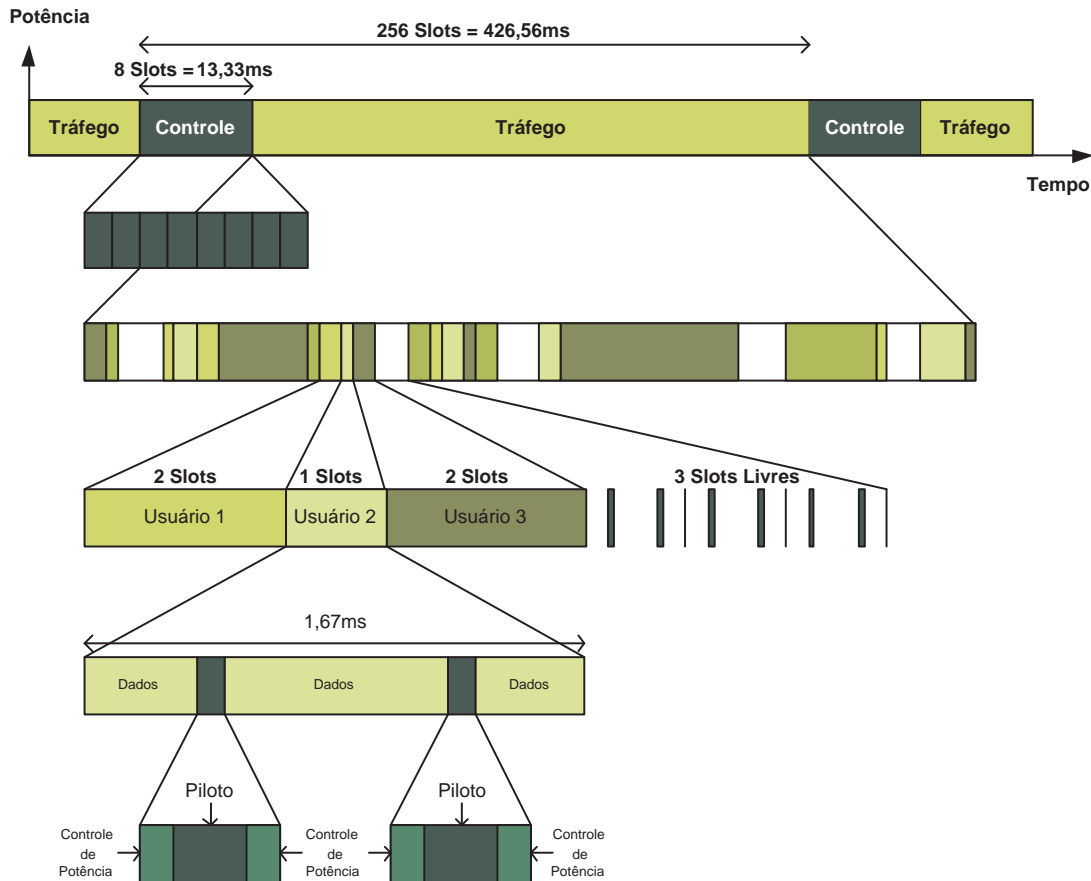 Potência
256 Slots = 426,56ms
8 Slots = 13,33ms
Tráfego
Controle
Tráfego
Controle
Tráfego
Tempo
2 Slots
1 Slots
2 Slots
3 Slots Livres
Usuário 1
Usuário 2
Usuário 3
1,67ms
Dados
Dados
Dados
Piloto
Piloto
Controle
de
Potência
Controle
de
Potência
Controle
de
Potência